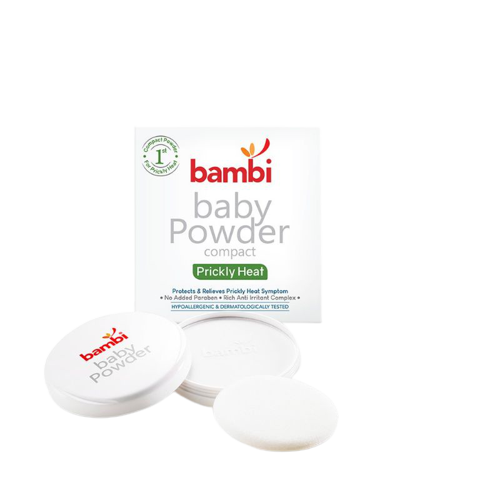 Compact Powder
1st
For Prickly Heat
bambi
baby
Powder
compact
Prickly Heat
Protects & Relieves Prickly Heat Symptom
• No Added Paraben • Rich Anti Irritant Complex •
HYPOALLERGENIC & DERMATOLOGICALLY TESTED
bambi
baby
Powder
bambi